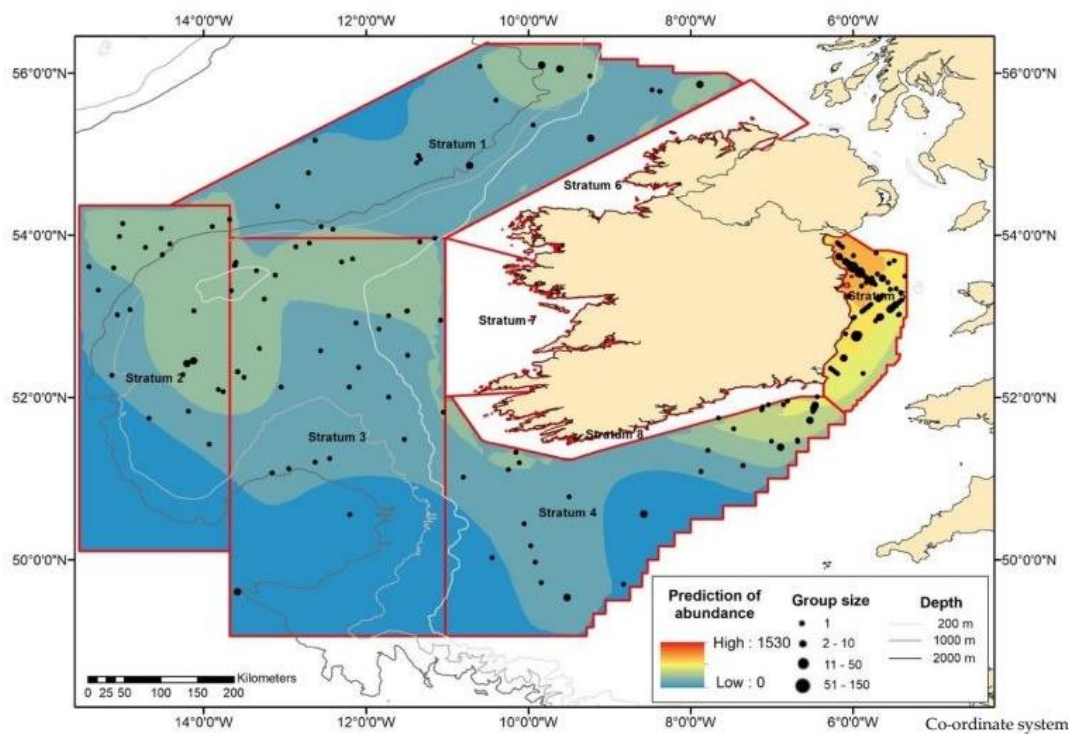 14°0'0"W 12°0'0"W 10°0'0"W 8°0'0"W 6°0'0"W
56°0'0"N 56°0'0"N
Stratum 1
Stratum 6
54°0'0"N 54°0'0"N
Stratum
Stratum 7
Stratum 2
52°0'0"N 52°0'0"N
Stratum 3
Stratum 8
Stratum 4
50°0'0"N 50°0'0"N
Prediction of abundance
High : 1530
Low : 0
Group size
1
2 - 10
11 - 50
51 - 150
Depth
200 m
1000 m
2000 m
0 25 50 100 150 200 Kilometers
14°0'0"W 12°0'0"W 10°0'0"W 8°0'0"W 6°0'0"W
Co-ordinate system